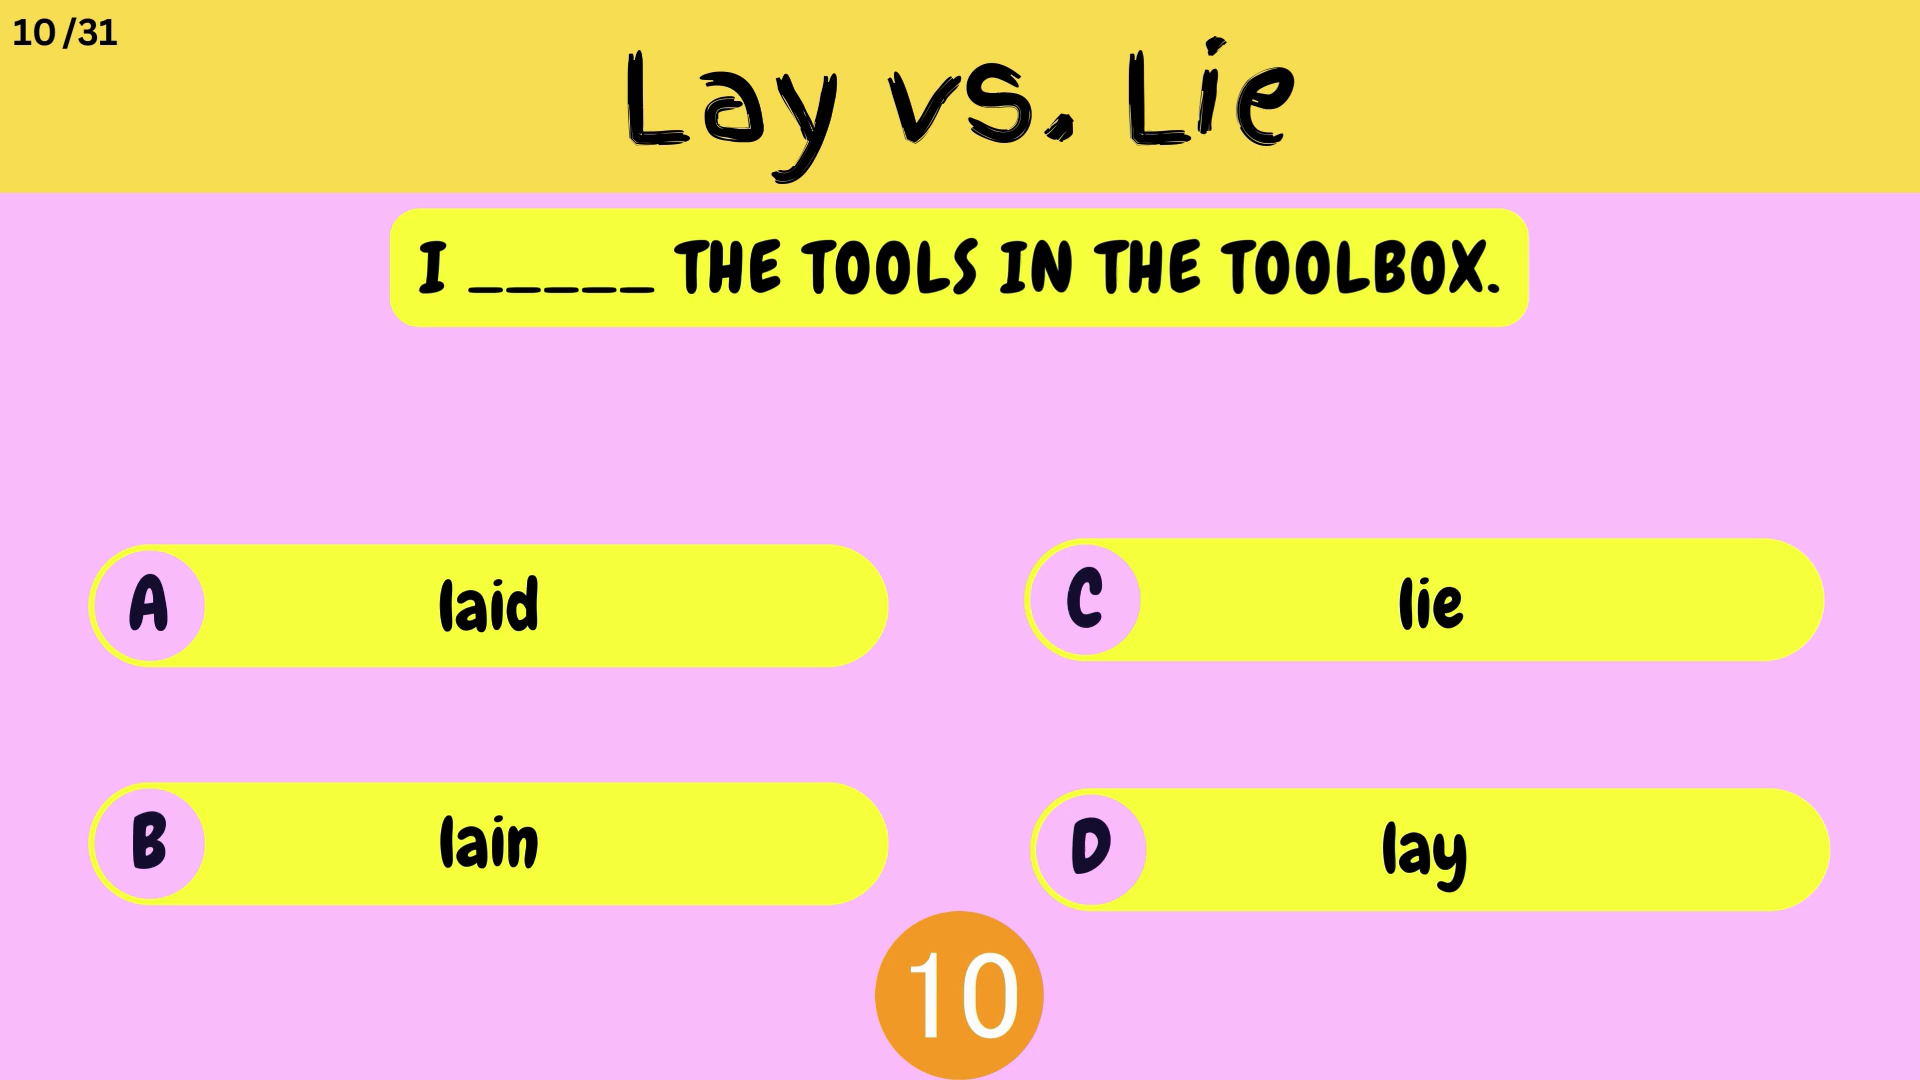 10 /31
Lay vs. Lie
I _____ THE TOOLS IN THE TOOLBOX.
A laid
C lie
B lain
D lay
10